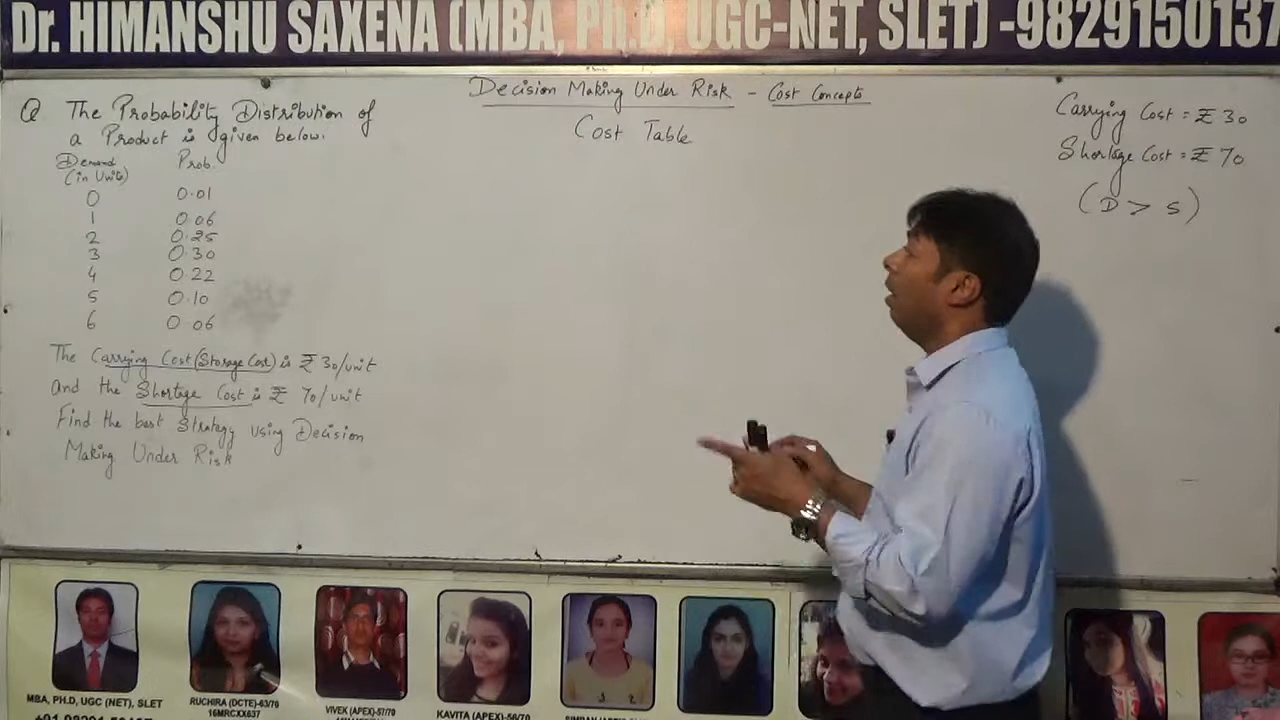 Dr. HIMANSHU SAXENA (MBA, Ph.D, UGC-NET, SLET) -9829150137
Decision Making Under Risk - Cost Concepts
Cost Table
Q The Probability Distribution of
a Product is given below.
Demand Prob.
(in Units)
0 0.01
1 0.06
2 0.25
3 0.30
4 0.22
5 0.10
6 0.06
The Carrying Cost (Storage Cost) is ₹ 30/unit
and the Shortage Cost is ₹ 70/unit
Find the best Strategy using Decision
Making Under Risk
Carrying Cost = ₹ 30
Shortage Cost = ₹ 70
(D > S)
MBA, PH.D, UGC (NET), SLET
RUCHIRA (DCTE)-63/70
16MRCXX637
VIVEK (APEX)-57/70
KAVITA (APEX)-56/70